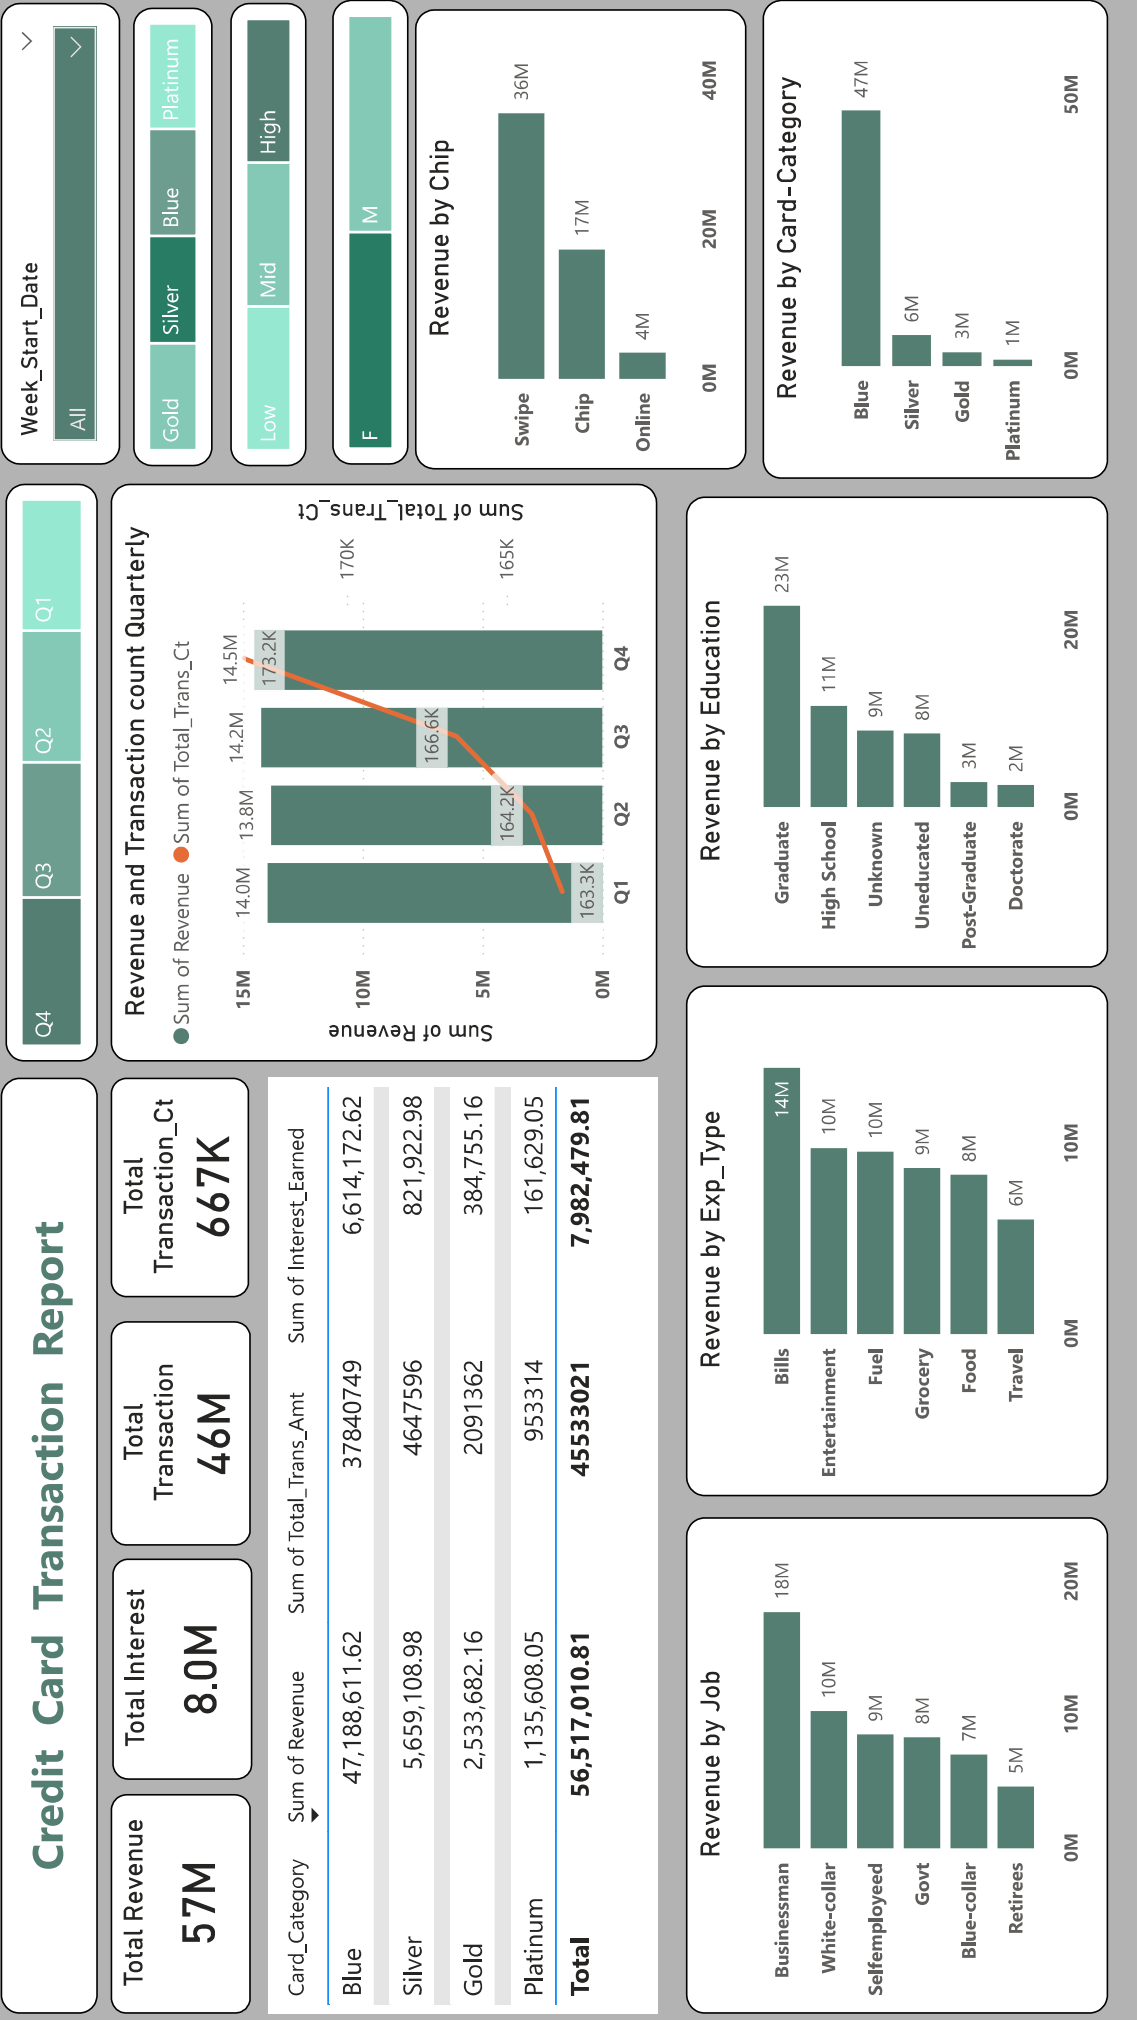 Credit Card Transaction Report
Q4
Q3
Q2
Q1
Week_Start_Date
All
Gold
Silver
Blue
Platinum
Low
Mid
High
F
M
Total Revenue
57M
Total Interest
8.0M
Total
Transaction
46M
Total
Transaction_Ct
667K
Card_Category Sum of Revenue Sum of Total_Trans_Amt Sum of Interest_Earned
Blue 47,188,611.62 37840749 6,614,172.62
Silver 5,659,108.98 4647596 821,922.98
Gold 2,533,682.16 2091362 384,755.16
Platinum 1,135,608.05 953314 161,629.05
Total 56,517,010.81 45533021 7,982,479.81
Revenue and Transaction count Quarterly
Sum of Revenue Sum of Total_Trans_Ct
Sum of Revenue
15M
10M
5M
0M
14.0M
13.8M
14.2M
14.5M
163.3K
164.2K
166.6K
173.2K
Q1
Q2
Q3
Q4
170K
165K
Sum of Total_Trans_Ct
Revenue by Chip
Swipe 36M
Chip 17M
Online 4M
0M 20M 40M
Revenue by Job
Businessman 18M
White-collar 10M
Selfemployeed 9M
Govt 8M
Blue-collar 7M
Retirees 5M
0M 10M 20M
Revenue by Exp_Type
Bills 14M
Entertainment 10M
Fuel 10M
Grocery 9M
Food 8M
Travel 6M
0M 10M
Revenue by Education
Graduate 23M
High School 11M
Unknown 9M
Uneducated 8M
Post-Graduate 3M
Doctorate 2M
0M 20M
Revenue by Card-Category
Blue 47M
Silver 6M
Gold 3M
Platinum 1M
0M 50M